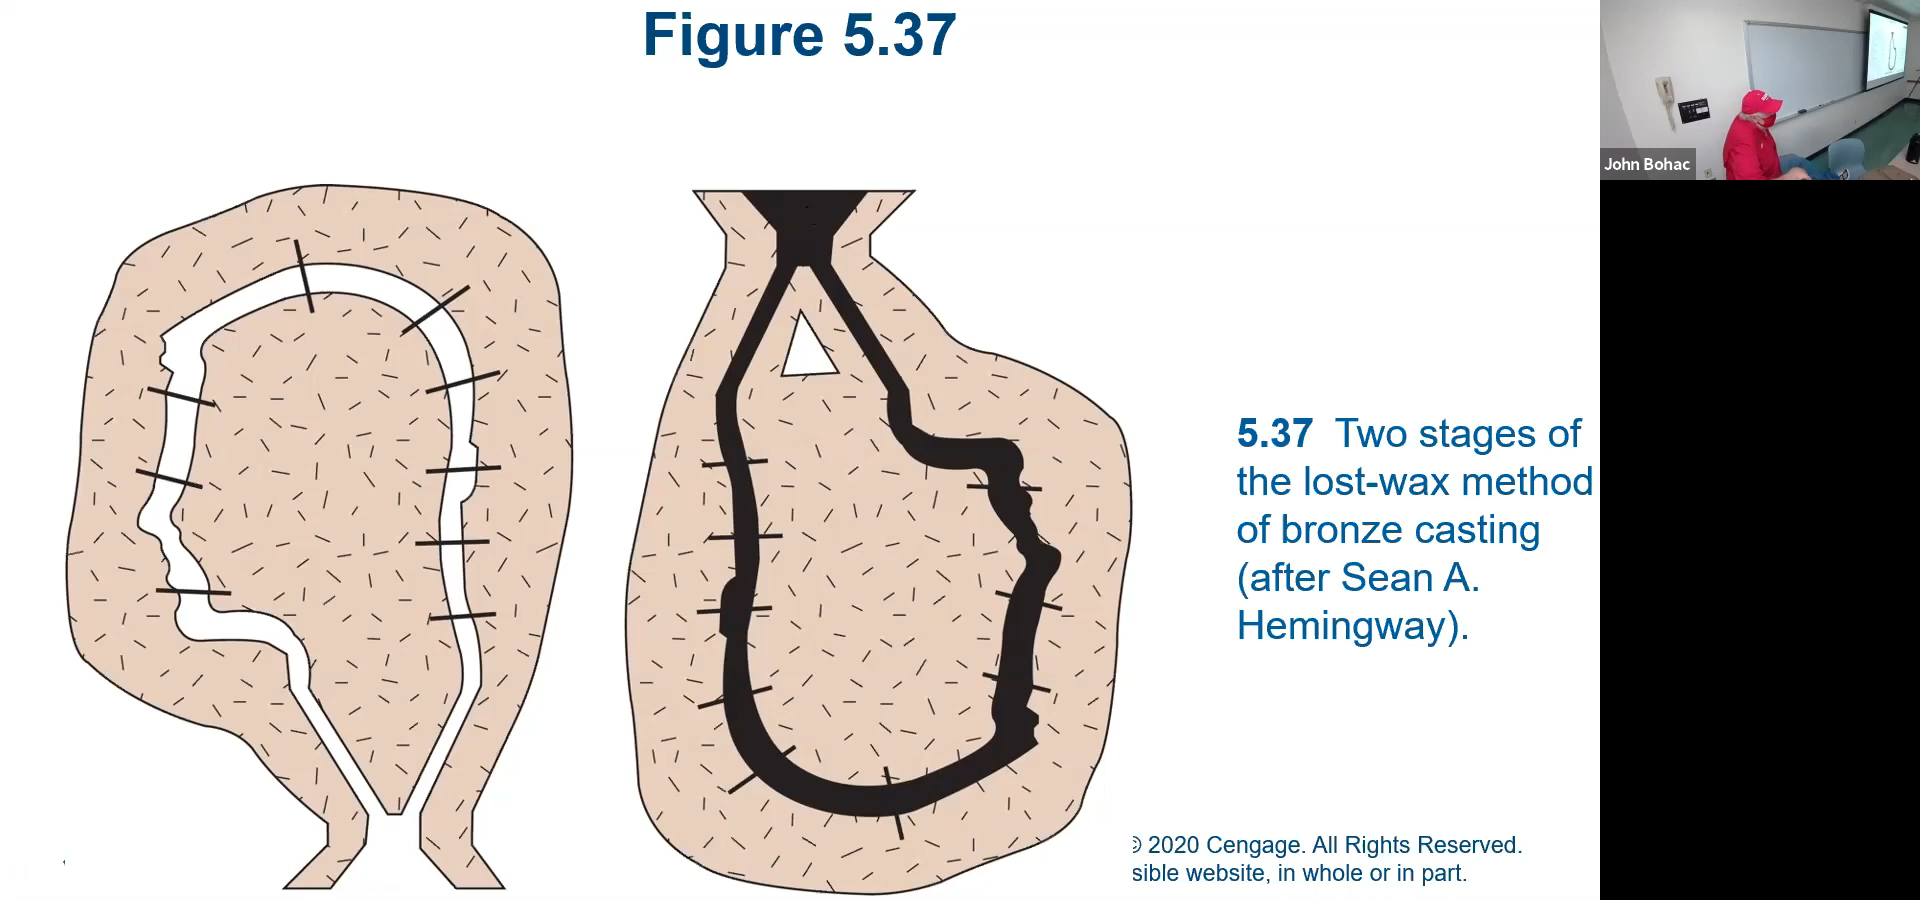 Figure 5.37
John Bohac
5.37 Two stages of
the lost-wax method
of bronze casting
(after Sean A.
Hemingway).
© 2020 Cengage. All Rights Reserved.
sible website, in whole or in part.